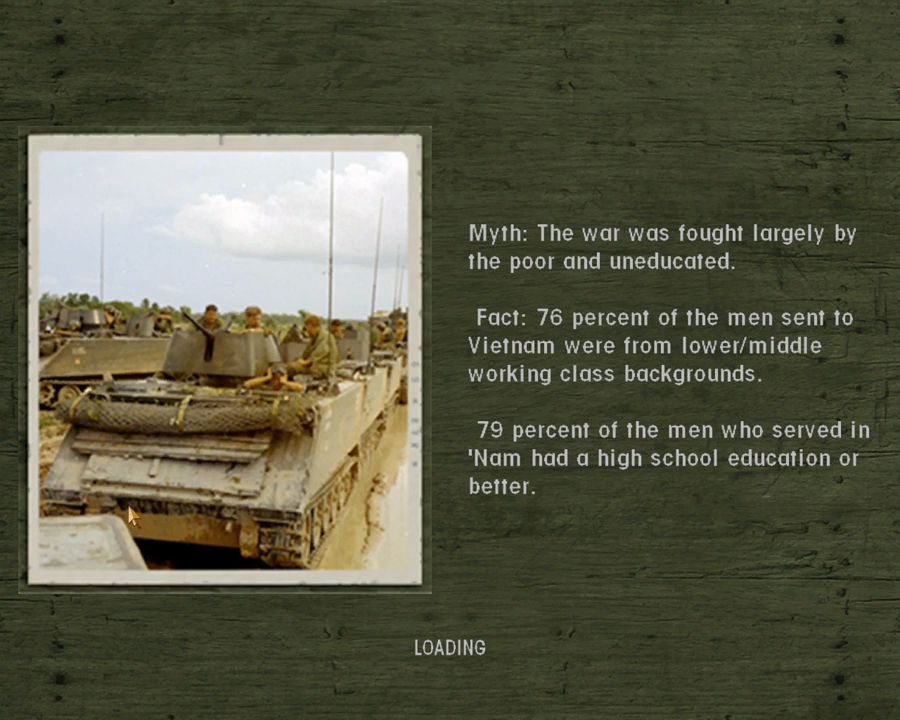 Myth: The war was fought largely by
the poor and uneducated.
Fact: 76 percent of the men sent to
Vietnam were from lower/middle
working class backgrounds.
79 percent of the men who served in
'Nam had a high school education or
better.
LOADING